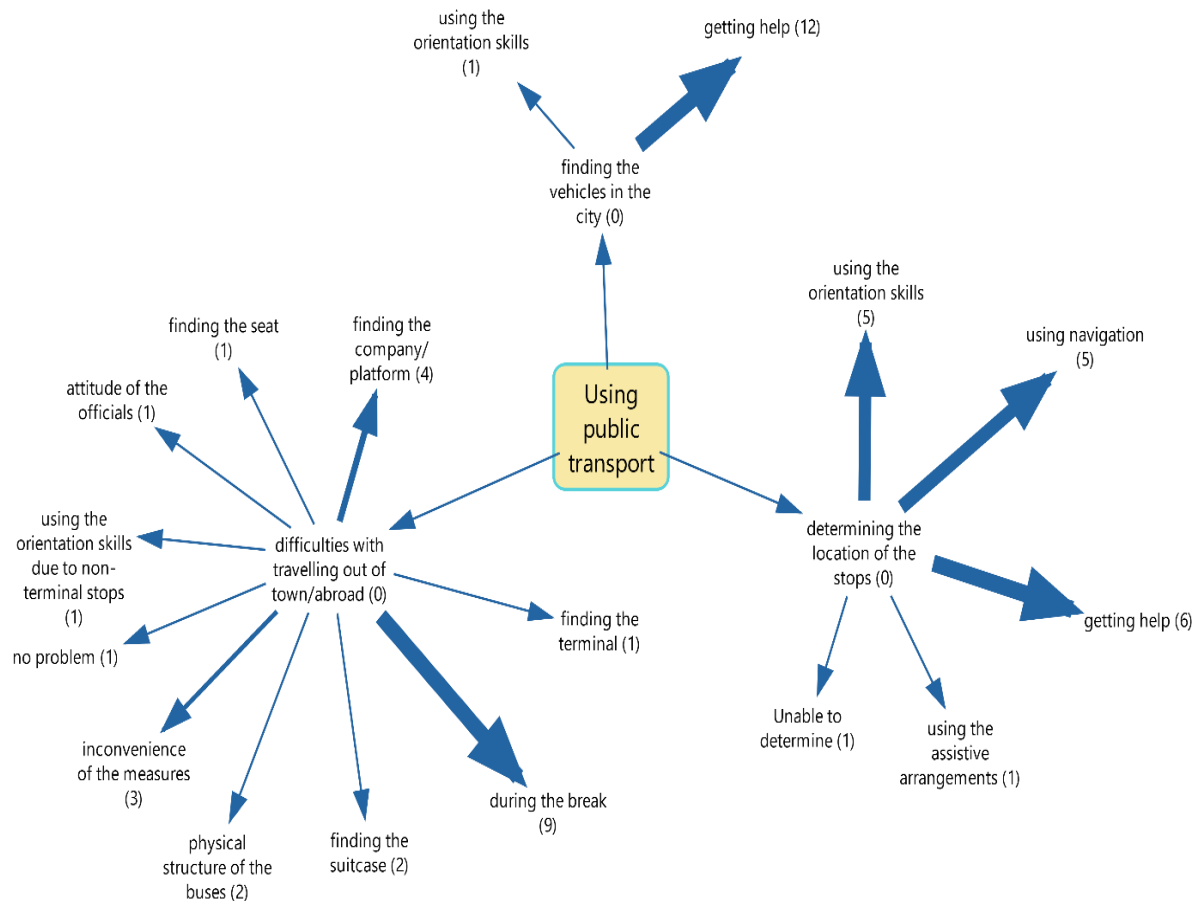 using the
orientation skills
(1)
getting help (12)
finding the
vehicles in the
city (0)
using the
orientation skills
(5)
using navigation
(5)
finding the seat
(1)
finding the
company/
platform (4)
attitude of the
officials (1)
Using
public
transport
using the
orientation skills
due to non-
terminal stops
(1)
difficulties with
travelling out of
town/abroad (0)
determining the
location of the
stops (0)
finding the
terminal (1)
getting help (6)
no problem (1)
inconvenience
of the measures
(3)
Unable to
determine (1)
using the
assistive
arrangements (1)
during the break
(9)
physical
structure of the
buses (2)
finding the
suitcase (2)